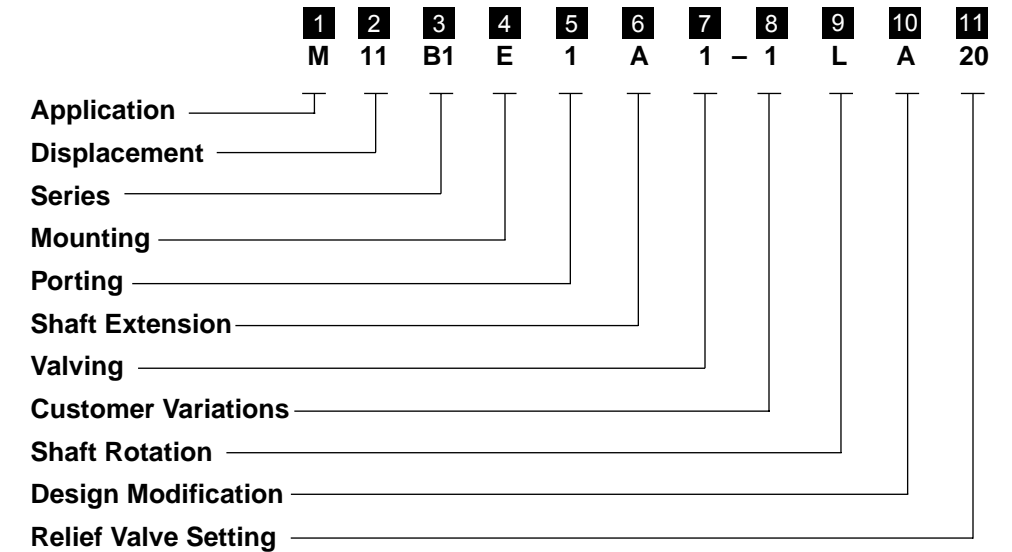 1 2 3 4 5 6 7 8 9 10 11
M 11 B1 E 1 A 1 – 1 L A 20
Application
Displacement
Series
Mounting
Porting
Shaft Extension
Valving
Customer Variations
Shaft Rotation
Design Modification
Relief Valve Setting